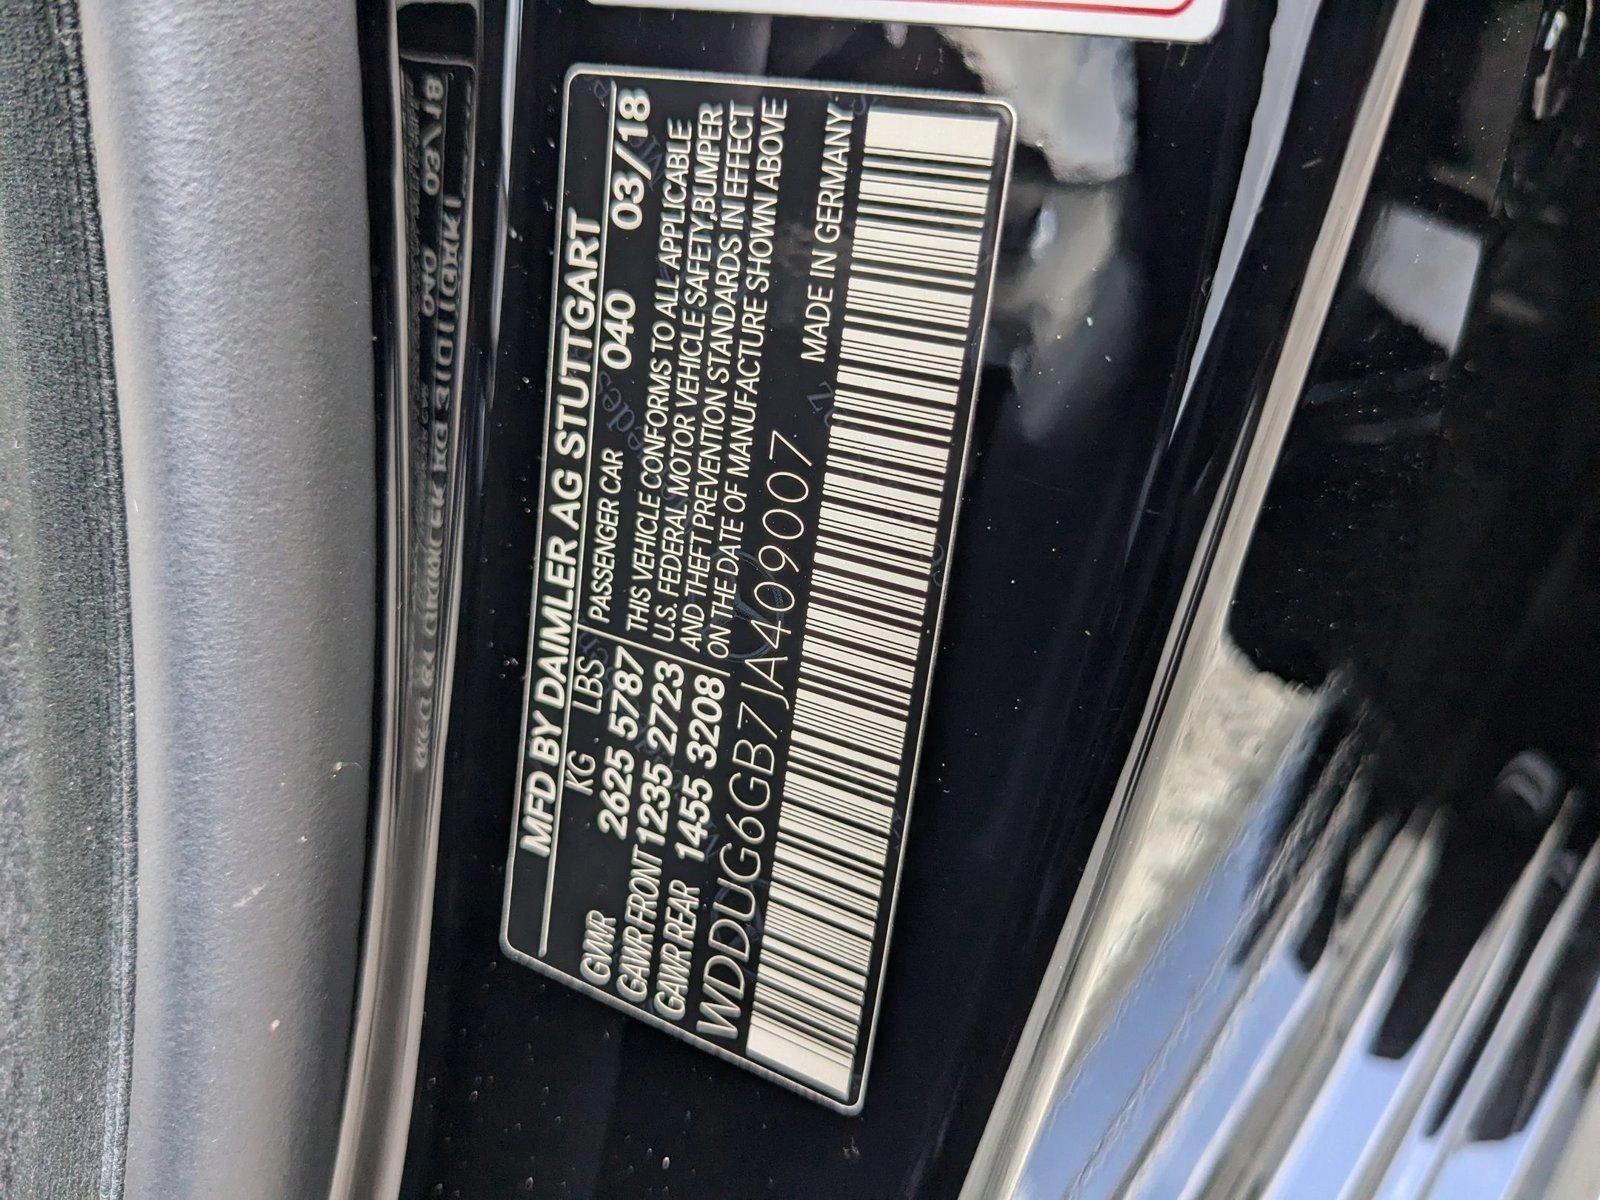 MFD BY DAIMLER AG STUTTGART
KG LBS PASSENGER CAR 040 03/18
GVWR 2625 5787 THIS VEHICLE CONFORMS TO ALL APPLICABLE
GAWR FRONT 1235 2723 U.S. FEDERAL MOTOR VEHICLE SAFETY, BUMPER
GAWR REAR 1455 3208 AND THEFT PREVENTION STANDARDS IN EFFECT
ON THE DATE OF MANUFACTURE SHOWN ABOVE
WDDUG6GB7JA409007 MADE IN GERMANY